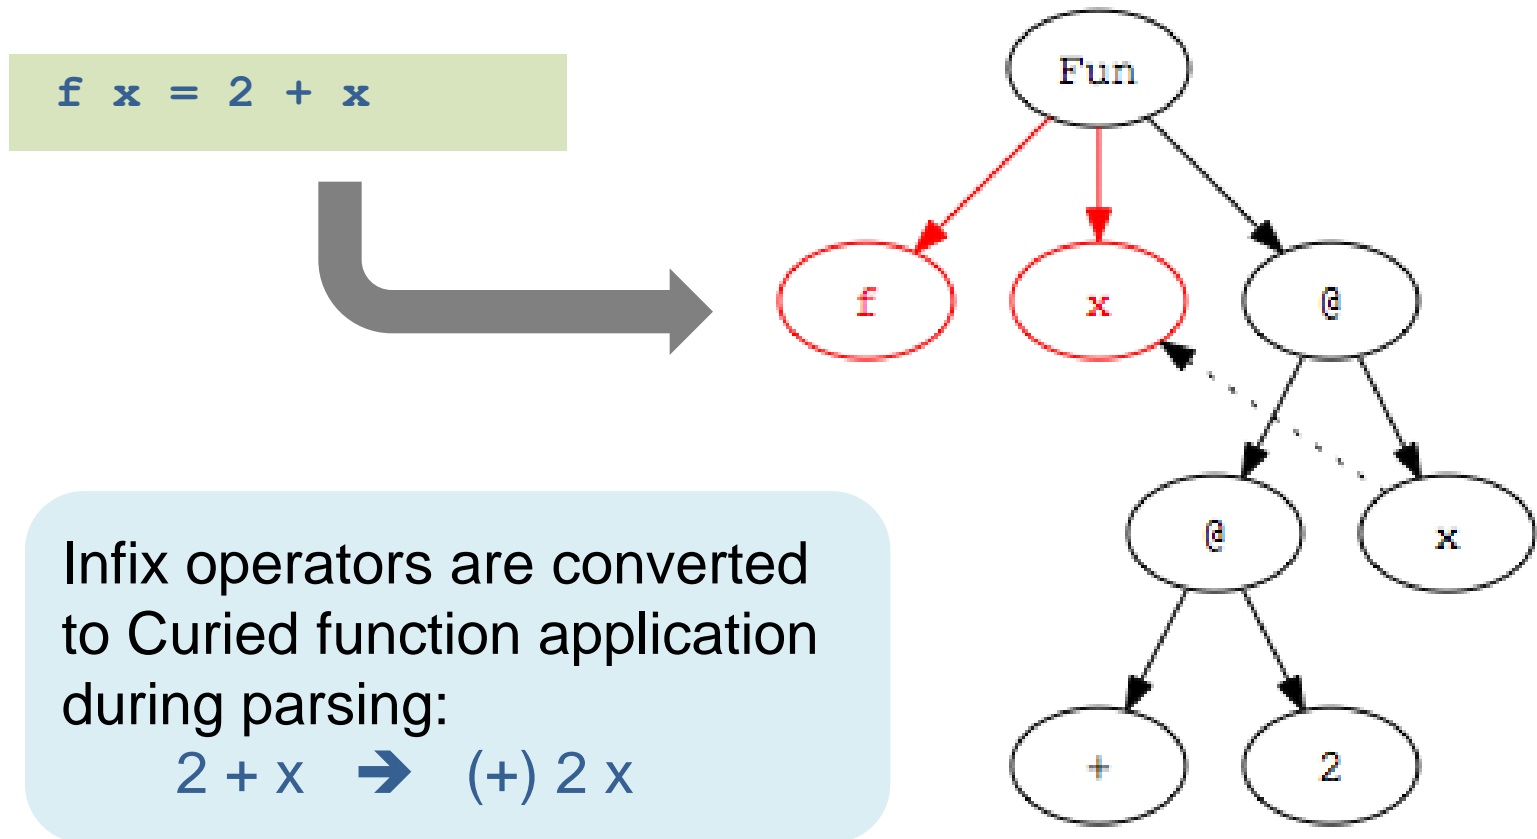 f x = 2 + x
Fun
f
x
@
@
x
+
2
Infix operators are converted
to Curied function application
during parsing:
2 + x ➔ (+) 2 x